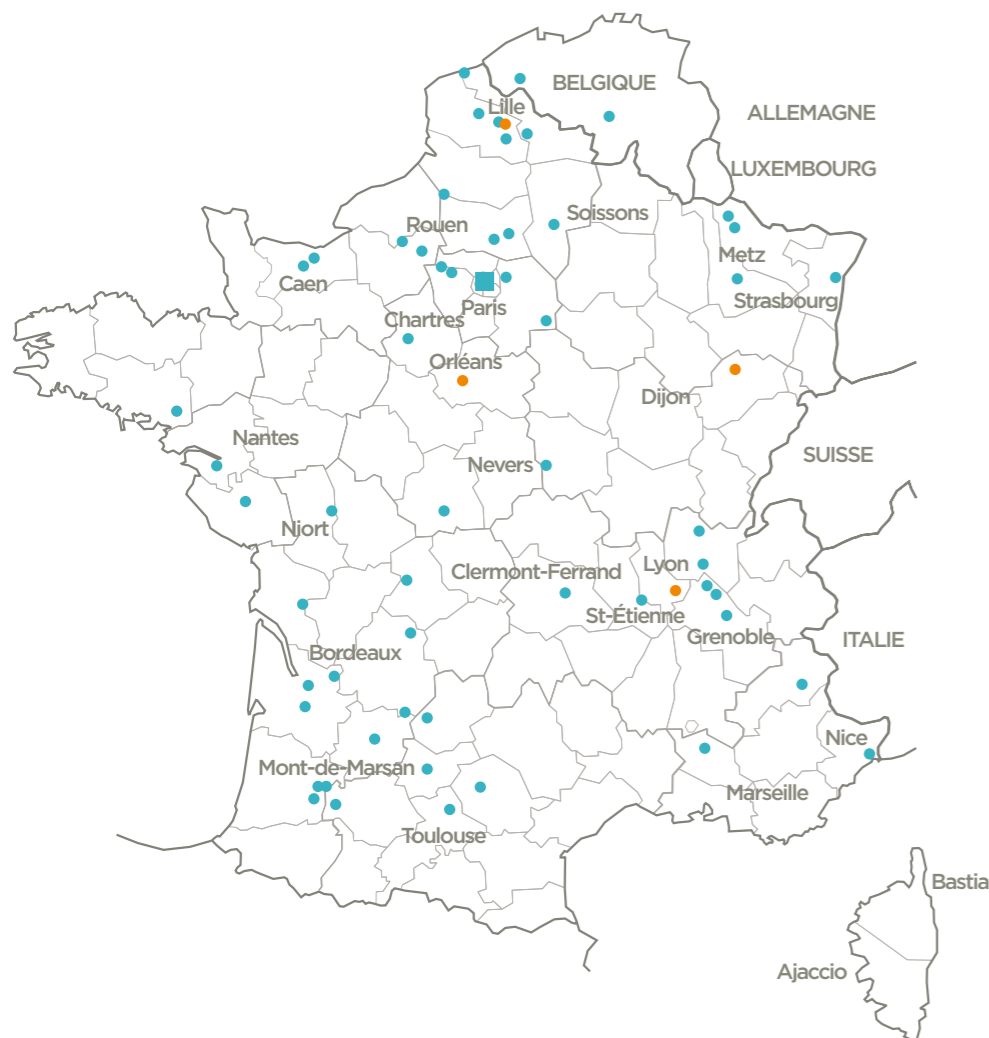 BELGIQUE
Lille
ALLEMAGNE
LUXEMBOURG
Soissons
Rouen
Metz
Caen
Strasbourg
Paris
Chartres
Orléans
Dijon
Nantes
SUISSE
Nevers
Niort
Lyon
Clermont-Ferrand
St-Étienne
Grenoble
ITALIE
Bordeaux
Nice
Mont-de-Marsan
Marseille
Toulouse
Bastia
Ajaccio